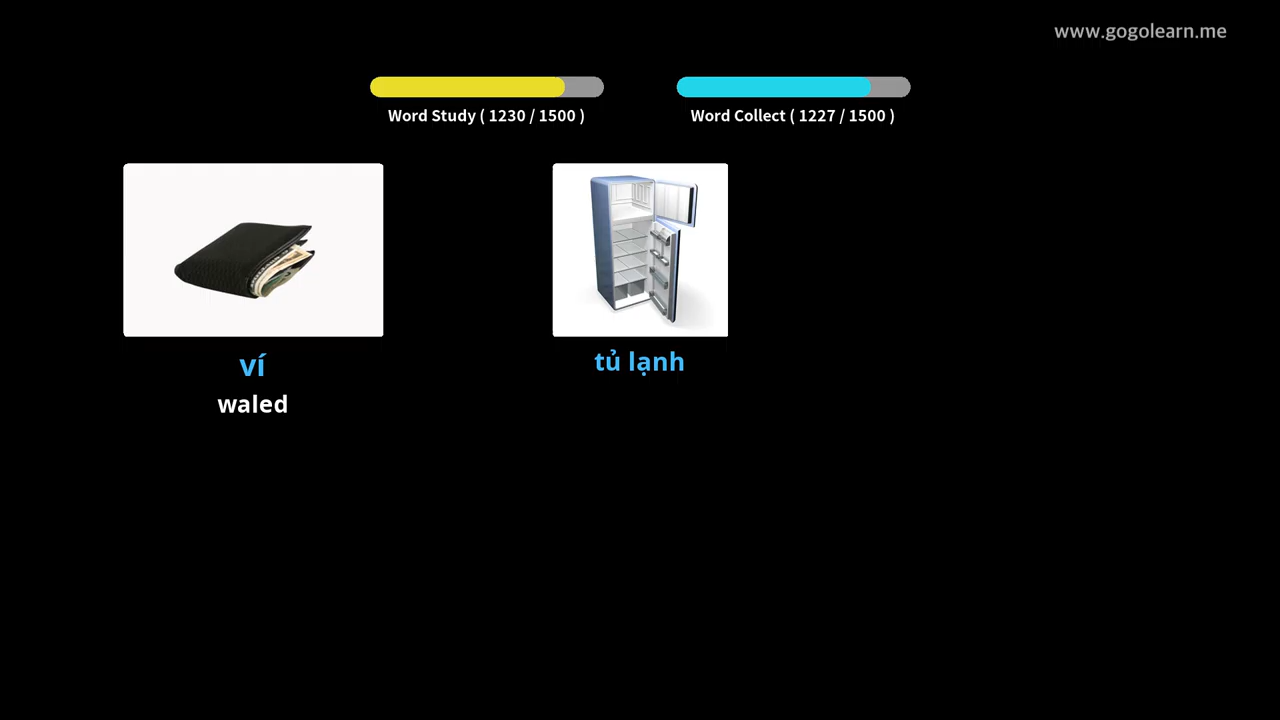 www.gogolearn.me
Word Study ( 1230 / 1500 )
Word Collect ( 1227 / 1500 )
ví
waled
tủ lạnh